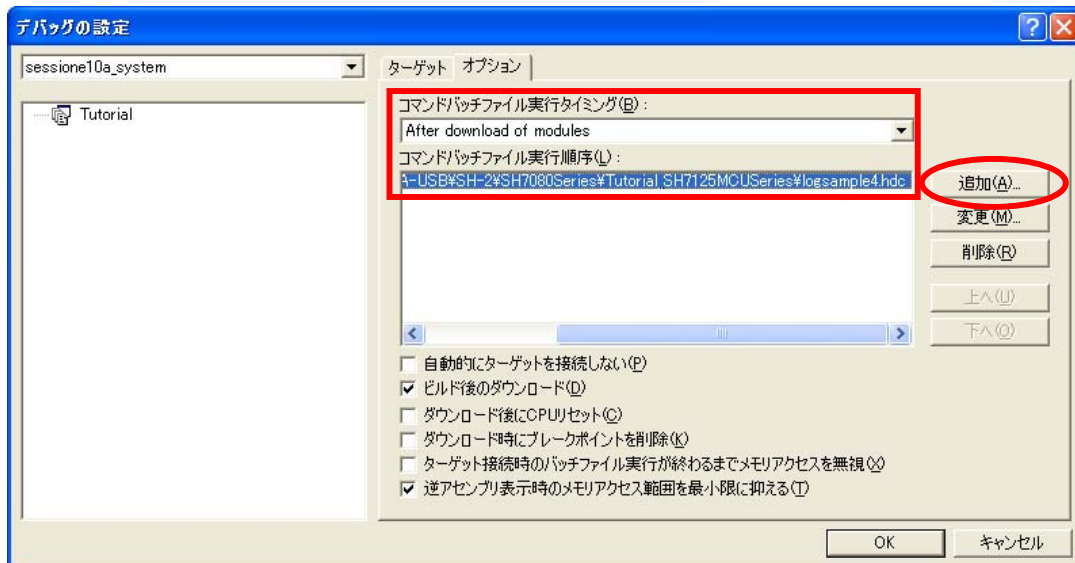 デバッグの設定
sessione10a_system
Tutorial
ターゲット オプション
コマンドバッチファイル実行タイミング(B) :
After download of modules
コマンドバッチファイル実行順序(L) :
A-USB¥SH-2¥SH7080Series¥Tutorial,SH7125MCUSeries¥logsample4.hdc
追加(A)...
変更(M)...
削除(R)
上へ(U)
下へ(O)
自動的にターゲットを接続しない(P)
ビルド後のダウンロード(D)
ダウンロード後にCPUリセット(C)
ダウンロード時にブレークポイントを削除(K)
ターゲット接続時のバッチファイル実行が終わるまでメモリアクセスを無視(X)
逆アセンブリ表示時のメモリアクセス範囲を最小限に抑える(T)
OK
キャンセル